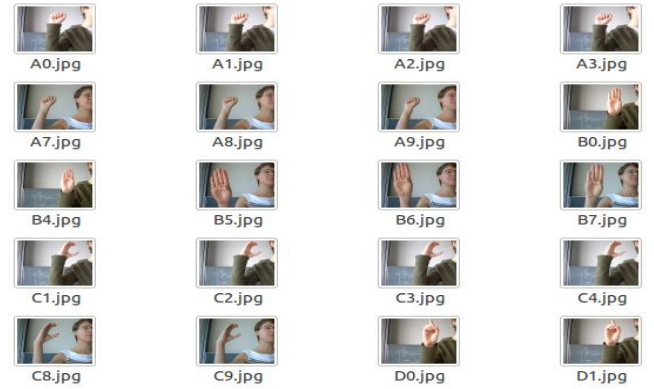 A0.jpg A1.jpg A2.jpg A3.jpg
A7.jpg A8.jpg A9.jpg B0.jpg
B4.jpg B5.jpg B6.jpg B7.jpg
C1.jpg C2.jpg C3.jpg C4.jpg
C8.jpg C9.jpg D0.jpg D1.jpg